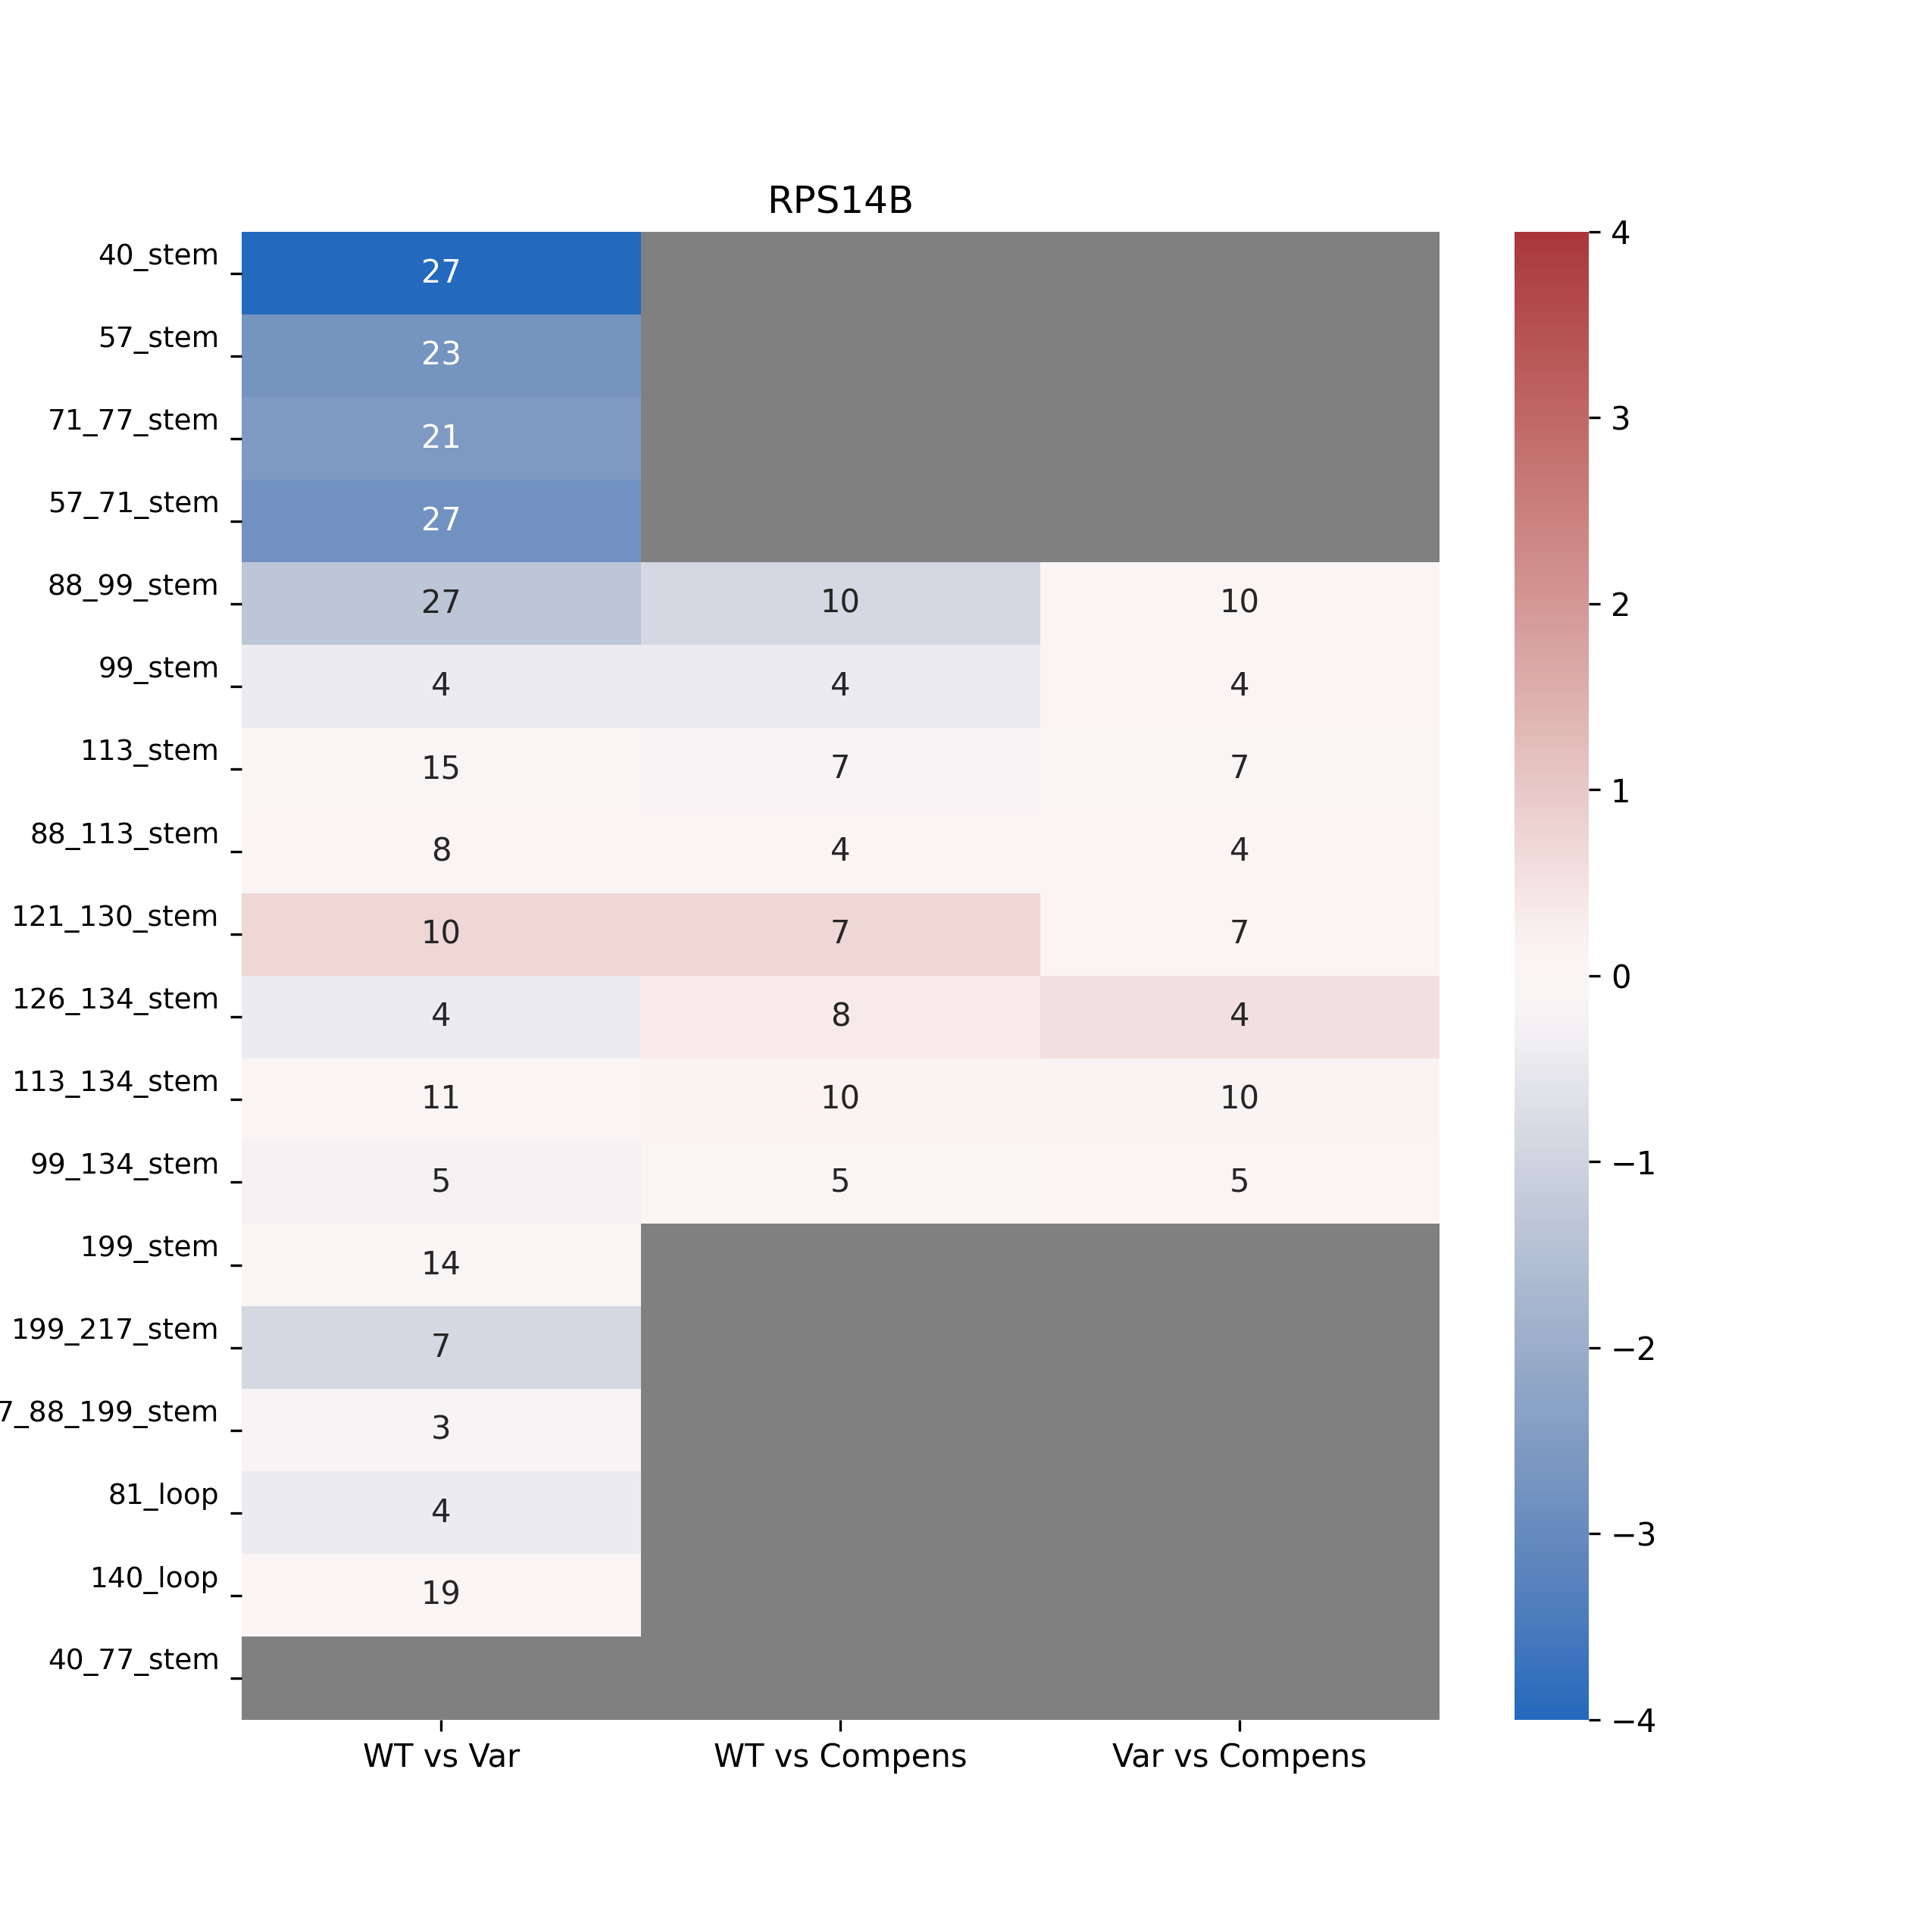 RPS14B
40_stem 27
57_stem 23
71_77_stem 21
57_71_stem 27
88_99_stem 27 10 10
99_stem 4 4 4
113_stem 15 7 7
88_113_stem 8 4 4
121_130_stem 10 7 7
126_134_stem 4 8 4
113_134_stem 11 10 10
99_134_stem 5 5 5
199_stem 14
199_217_stem 7
7_88_199_stem 3
81_loop 4
140_loop 19
40_77_stem
WT vs Var WT vs Compens Var vs Compens
4
3
2
1
0
−1
−2
−3
−4